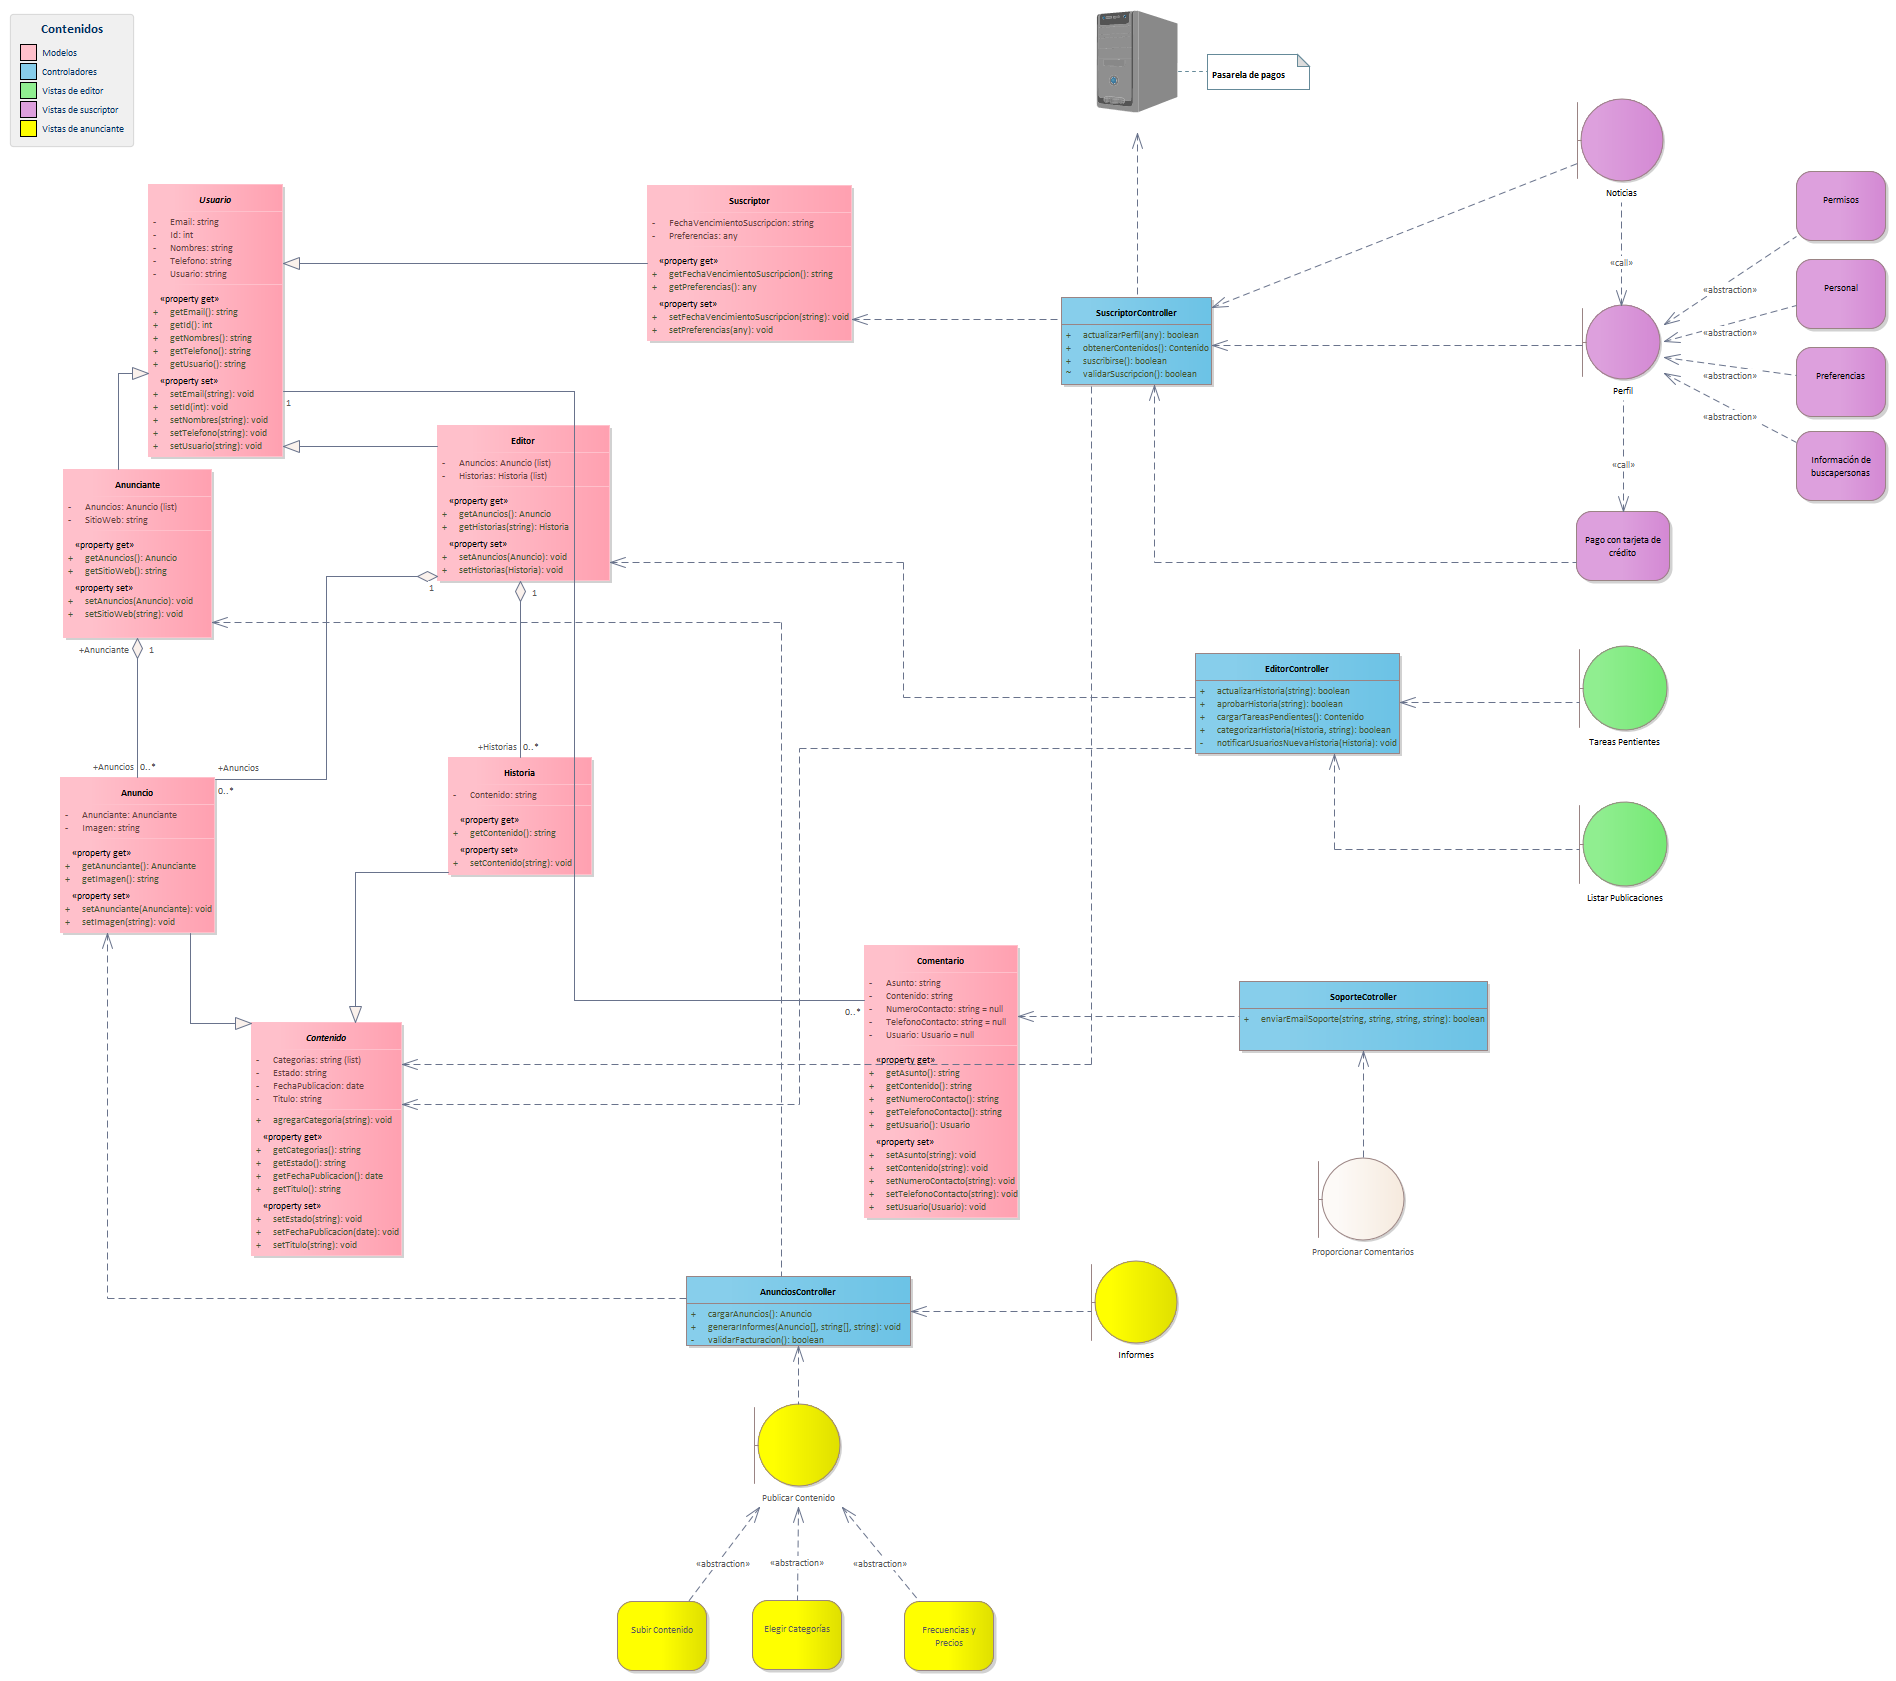 Contenidos
Modelos
Controladores
Vistas de editor
Vistas de suscriptor
Vistas de anunciante
Pasarela de pagos
Noticias
«call»
Permisos
Personal
Preferencias
Información de
buscapersonas
«abstraction»
«abstraction»
«abstraction»
«abstraction»
Perfil
«call»
Pago con tarjeta de
crédito
Usuario
- Email: string
- Id: int
- Nombres: string
- Telefono: string
- Usuario: string
«property get»
+ getEmail(): string
+ getId(): int
+ getNombres(): string
+ getTelefono(): string
+ getUsuario(): string
«property set»
+ setEmail(string): void
+ setId(int): void
+ setNombres(string): void
+ setTelefono(string): void
+ setUsuario(string): void
1
Suscriptor
- FechaVencimientoSuscripcion: string
- Preferencias: any
«property get»
+ getFechaVencimientoSuscripcion(): string
+ getPreferencias(): any
«property set»
+ setFechaVencimientoSuscripcion(string): void
+ setPreferencias(any): void
SuscriptorController
+ actualizarPerfil(any): boolean
+ obtenerContenidos(): Contenido
+ suscribirse(): boolean
~ validarSuscripcion(): boolean
Editor
- Anuncios: Anuncio (list)
- Historias: Historia (list)
«property get»
+ getAnuncios(): Anuncio
+ getHistorias(string): Historia
«property set»
+ setAnuncios(Anuncio): void
+ setHistorias(Historia): void
1
1
Anunciante
- Anuncios: Anuncio (list)
- SitioWeb: string
«property get»
+ getAnuncios(): Anuncio
+ getSitioWeb(): string
«property set»
+ setAnuncios(Anuncio): void
+ setSitioWeb(string): void
+Anunciante 1
+Anuncios 0..*
+Anuncios
0..*
+Historias 0..*
EditorController
+ actualizarHistoria(string): boolean
+ aprobarHistoria(string): boolean
+ cargarTareasPendientes(): Contenido
+ categorizarHistoria(Historia, string): boolean
- notificarUsuariosNuevaHistoria(Historia): void
Tareas Pentientes
Listar Publicaciones
Anuncio
- Anunciante: Anunciante
- Imagen: string
«property get»
+ getAnunciante(): Anunciante
+ getImagen(): string
«property set»
+ setAnunciante(Anunciante): void
+ setImagen(string): void
Historia
- Contenido: string
«property get»
+ getContenido(): string
«property set»
+ setContenido(string): void
Comentario
- Asunto: string
- Contenido: string
- NumeroContacto: string = null
- TelefonoContacto: string = null
- Usuario: Usuario = null
«property get»
+ getAsunto(): string
+ getContenido(): string
+ getNumeroContacto(): string
+ getTelefonoContacto(): string
+ getUsuario(): Usuario
«property set»
+ setAsunto(string): void
+ setContenido(string): void
+ setNumeroContacto(string): void
+ setTelefonoContacto(string): void
+ setUsuario(Usuario): void
0..*
SoporteCotroller
+ enviarEmailSoporte(string, string, string, string): boolean
Proporcionar Comentarios
Contenido
- Categorias: string (list)
- Estado: string
- FechaPublicacion: date
- Titulo: string
+ agregarCategoria(string): void
«property get»
+ getCategorias(): string
+ getEstado(): string
+ getFechaPublicacion(): date
+ getTitulo(): string
«property set»
+ setEstado(string): void
+ setFechaPublicacion(date): void
+ setTitulo(string): void
AnunciosController
+ cargarAnuncios(): Anuncio
+ generarInformes(Anuncio[], string[], string): void
- validarFacturacion(): boolean
Informes
Publicar Contenido
«abstraction»
«abstraction»
«abstraction»
Subir Contenido
Elegir Categorías
Frecuencias y
Precios